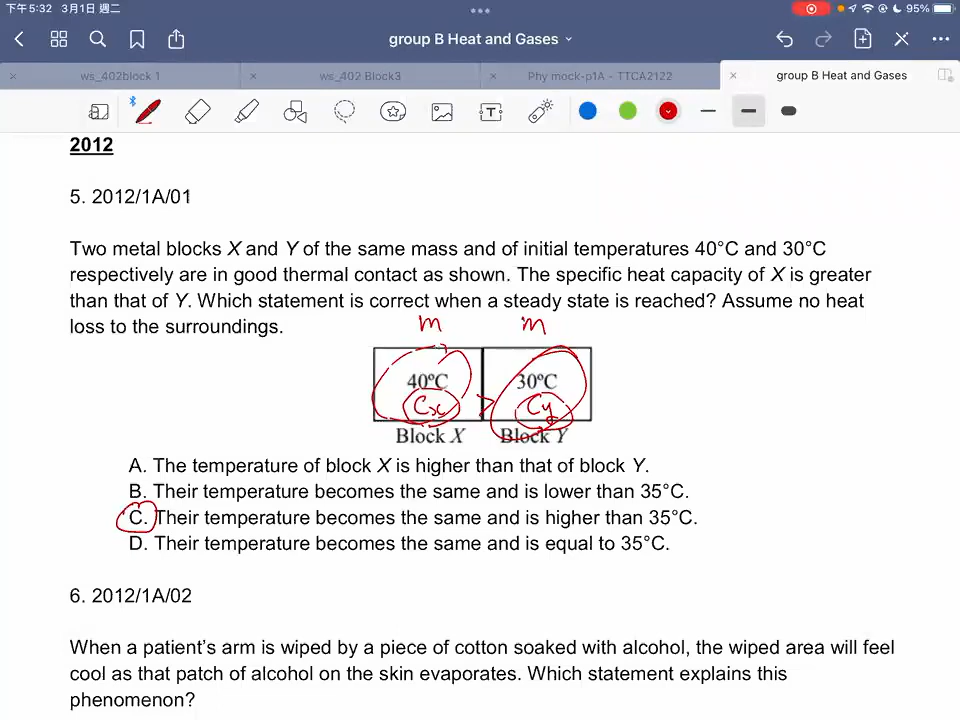 下午5:32 3月1日 週二
95%
group B Heat and Gases
ws_402block 1
ws_402 Block3
Phy mock-p1A - TTCA2122
group B Heat and Gases
2012
5. 2012/1A/01
Two metal blocks X and Y of the same mass and of initial temperatures 40°C and 30°C
respectively are in good thermal contact as shown. The specific heat capacity of X is greater
than that of Y. Which statement is correct when a steady state is reached? Assume no heat
loss to the surroundings.
m m
40°C 30°C
Cx > Cy
Block X Block Y
A. The temperature of block X is higher than that of block Y.
B. Their temperature becomes the same and is lower than 35°C.
C. Their temperature becomes the same and is higher than 35°C.
D. Their temperature becomes the same and is equal to 35°C.
6. 2012/1A/02
When a patient's arm is wiped by a piece of cotton soaked with alcohol, the wiped area will feel
cool as that patch of alcohol on the skin evaporates. Which statement explains this
phenomenon?